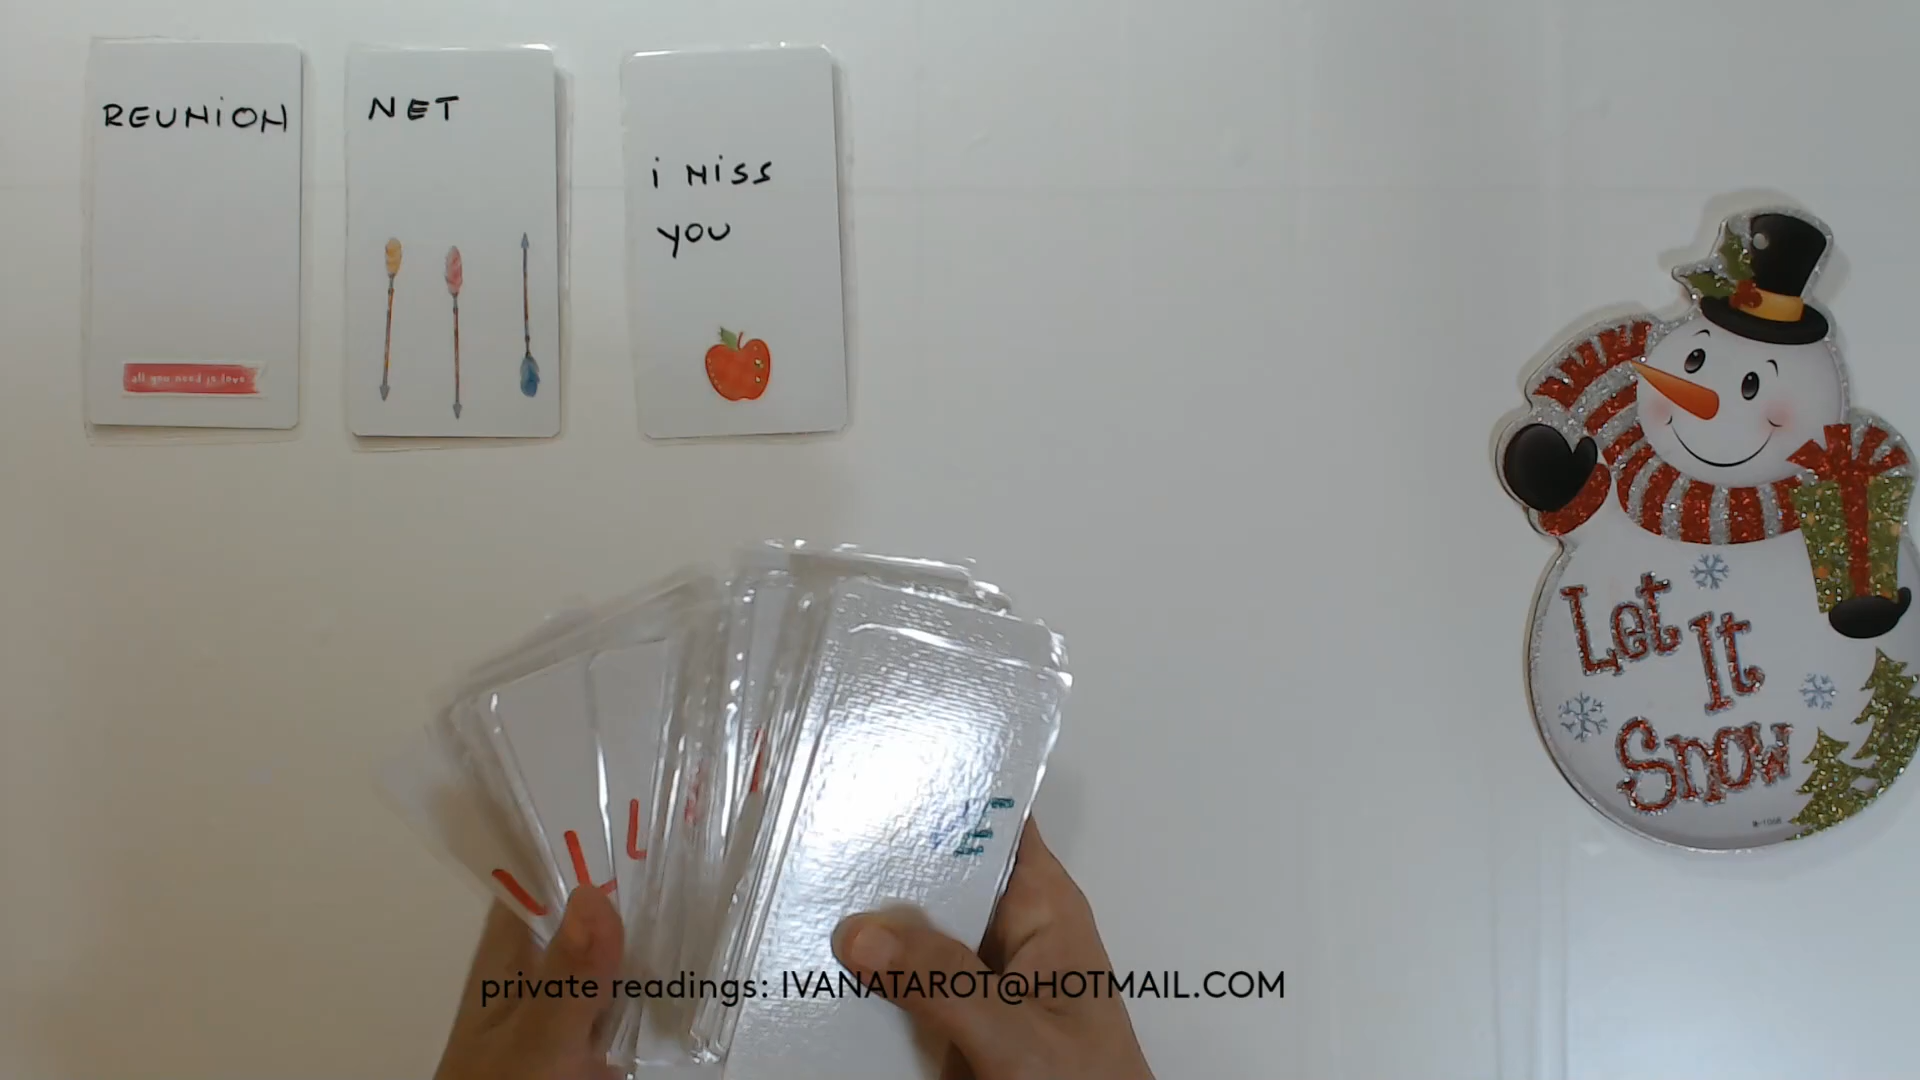 REUNION
all you need is love
NET
i MISS
YOU
Let
It
Snow
private readings: IVANATAROT@HOTMAIL.COM